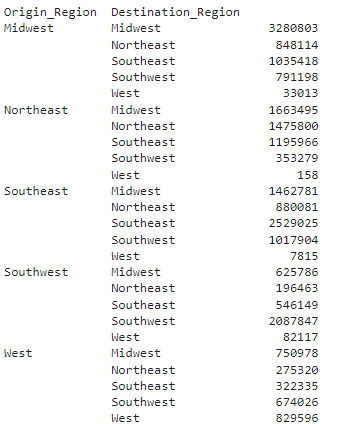 Origin_Region  Destination_Region
Midwest        Midwest               3280803
               Northeast              848114
               Southeast             1035418
               Southwest              791198
               West                    33013
Northeast      Midwest               1663495
               Northeast             1475800
               Southeast             1195966
               Southwest              353279
               West                      158
Southeast      Midwest               1462781
               Northeast              880081
               Southeast             2529025
               Southwest             1017904
               West                     7815
Southwest      Midwest                625786
               Northeast              196463
               Southeast              546149
               Southwest             2087847
               West                    82117
West           Midwest                750978
               Northeast              275320
               Southeast              322335
               Southwest              674026
               West                   829596